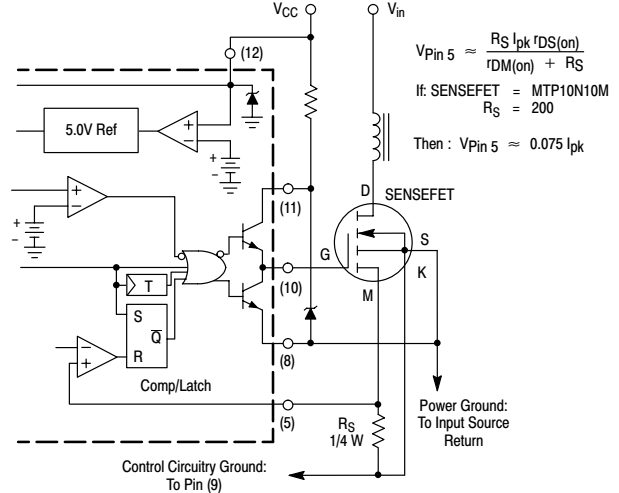 VCC
Vin
(12)
VPin 5 ≈ RS Ipk rDS(on)
rDM(on) + RS
If: SENSEFET = MTP10N10M
RS = 200
Then : VPin 5 ≈ 0.075 Ipk
5.0V Ref
+
-
+
-
+
-
+
-
(11)
D
SENSEFET
S
G
K
(10)
M
T
S
Q
R
-
+
(8)
Comp/Latch
(5)
RS
1/4 W
Power Ground:
To Input Source
Return
Control Circuitry Ground:
To Pin (9)